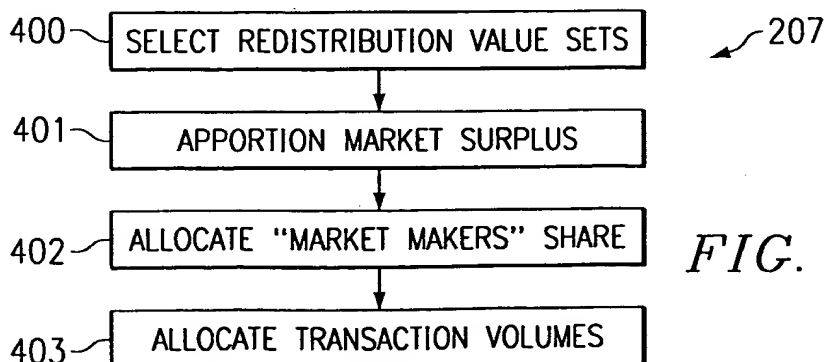 400 SELECT REDISTRIBUTION VALUE SETS 207
401 APPORTION MARKET SURPLUS
402 ALLOCATE "MARKET MAKERS" SHARE FIG.
403 ALLOCATE TRANSACTION VOLUMES